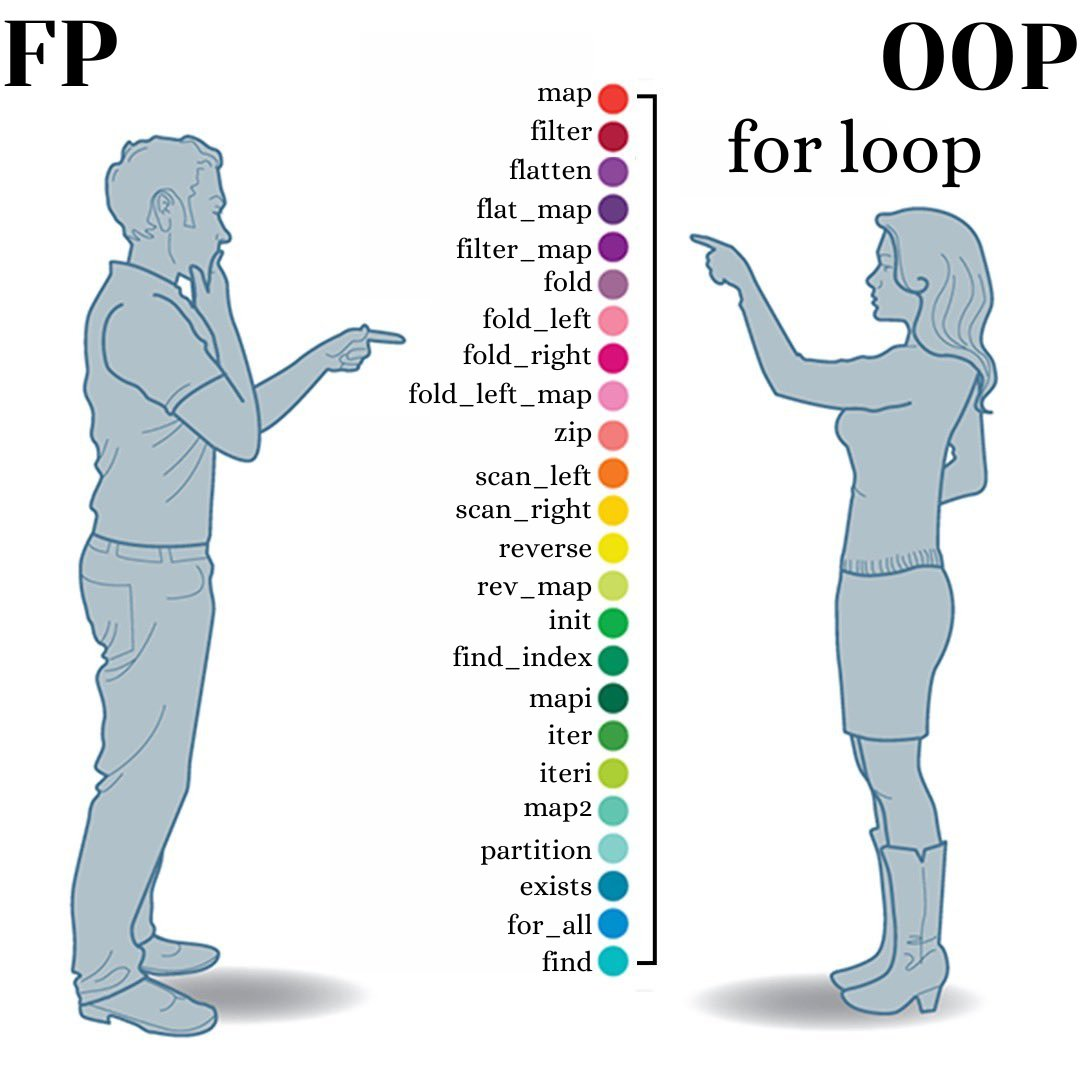 FP
OOP
for loop
map
filter
flatten
flat_map
filter_map
fold
fold_left
fold_right
fold_left_map
zip
scan_left
scan_right
reverse
rev_map
init
find_index
mapi
iter
iteri
map2
partition
exists
for_all
find